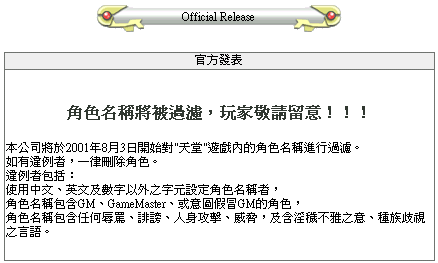 Official Release
官方發表
角色名稱將被過濾，玩家敬請留意！！！
本公司將於2001年8月3日開始對"天堂"遊戲內的角色名稱進行過濾。
如有違例者，一律刪除角色。
違例者包括：
使用中文、英文及數字以外之字元設定角色名稱者，
角色名稱包含GM、GameMaster、或意圖假冒GM的角色，
角色名稱包含任何辱罵、誹謗、人身攻擊、威脅，及含淫穢不雅之意、種族歧視
之言語。